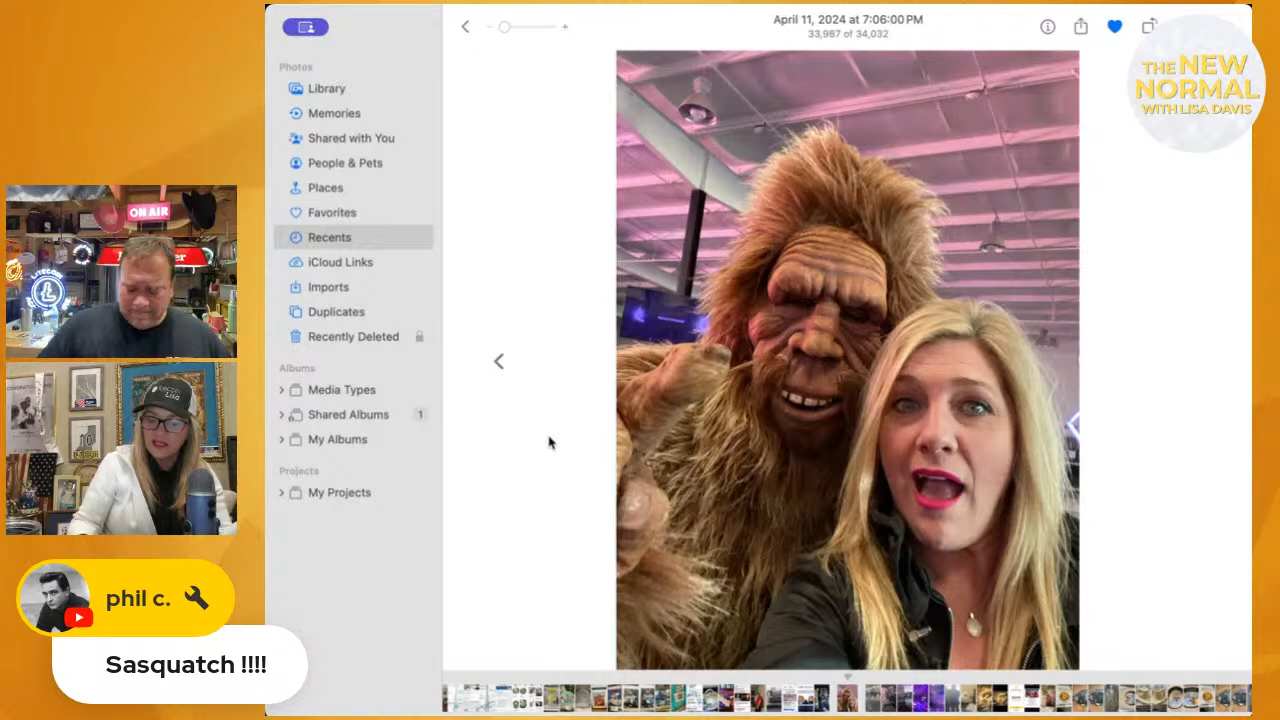 April 11, 2024 at 7:06:00 PM
33,987 of 34,032
THE NEW
NORMAL
WITH LISA DAVIS
Photos
Library
Memories
Shared with You
People & Pets
Places
Favorites
Recents
iCloud Links
Imports
Duplicates
Recently Deleted
Albums
Media Types
Shared Albums
1
My Albums
Projects
My Projects
ON AIR
LITECOIN
Lisa
phil c.
Sasquatch !!!!